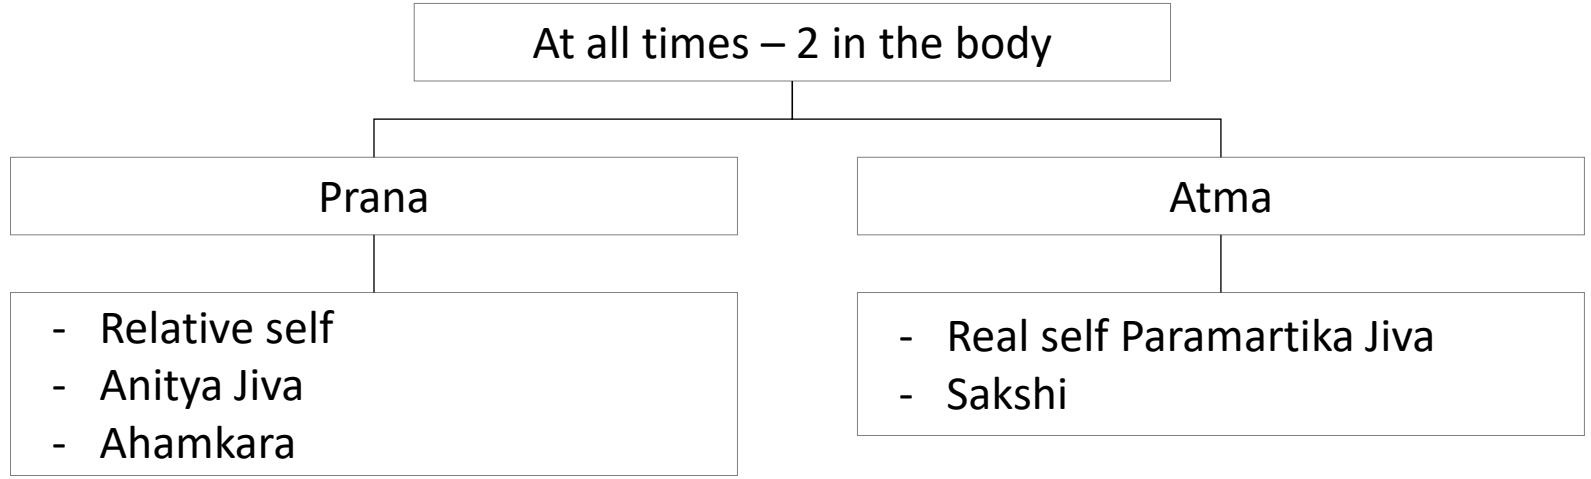 At all times – 2 in the body
Prana
Atma
- Relative self
- Anitya Jiva
- Ahamkara
- Real self Paramartika Jiva
- Sakshi